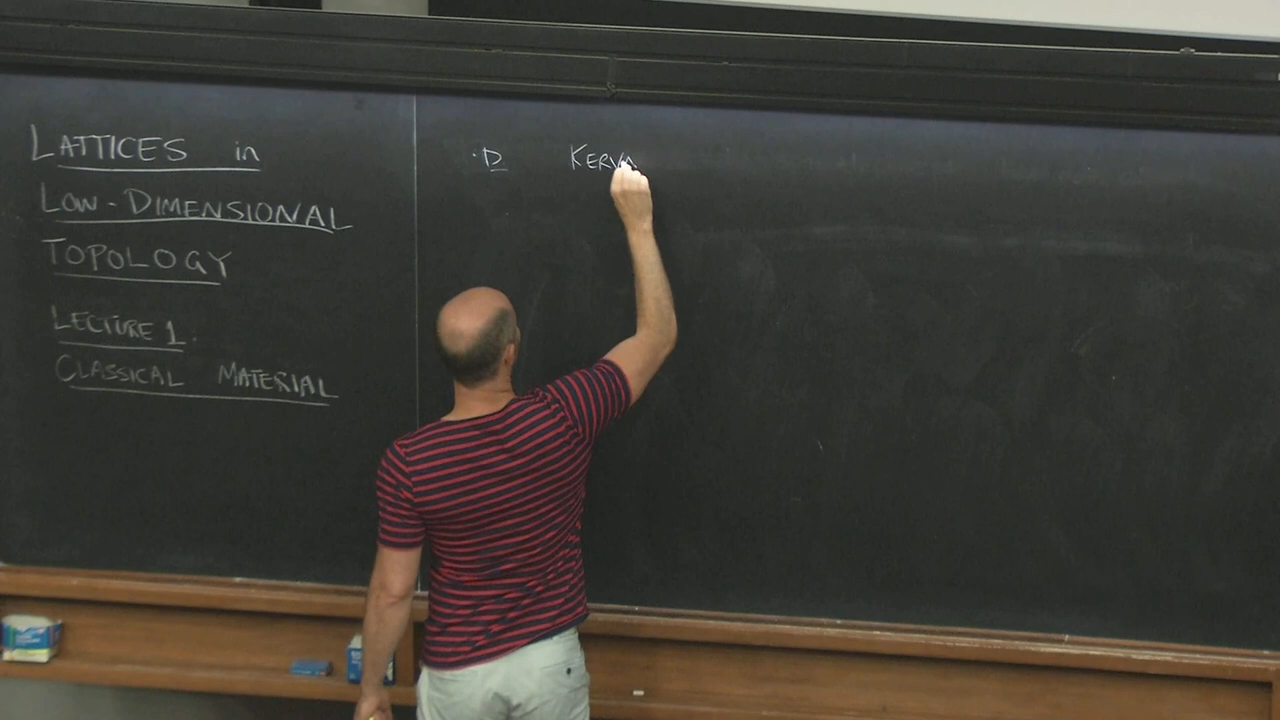 LATTICES in
LOW-DIMENSIONAL
TOPOLOGY
LECTURE 1:
CLASSICAL MATERIAL
·D